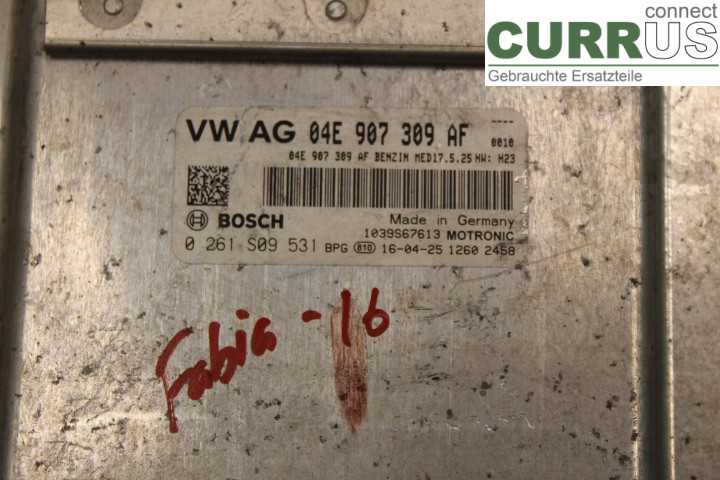 connect
CURRUS
Gebrauchte Ersatzteile
VW AG 04E 907 309 AF
----
0010
04E 907 309 AF BENZIN MED17.5.25 HW: H23
BOSCH
Made in Germany
1039S67613 MOTRONIC
0 261 S09 531 BPG 810 16-04-25 1260 2458
Fabia -16